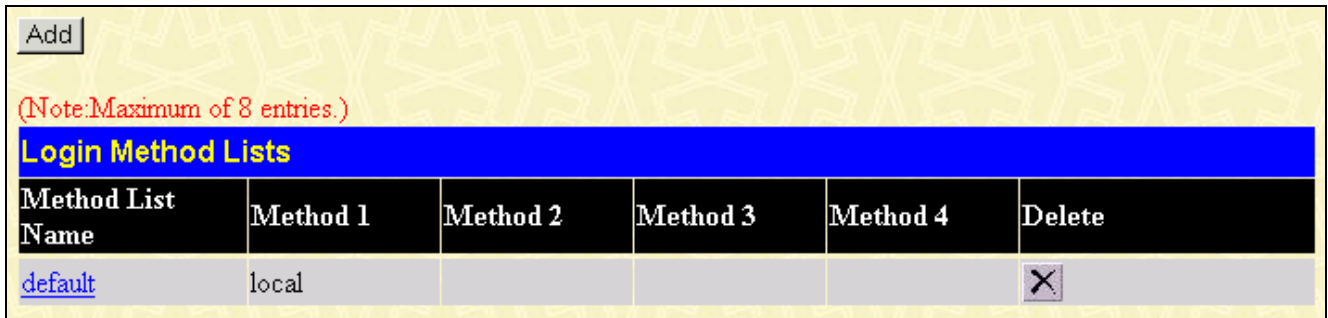 Add
(Note:Maximum of 8 entries.)
Login Method Lists
Method List Name Method 1 Method 2 Method 3 Method 4 Delete
default local